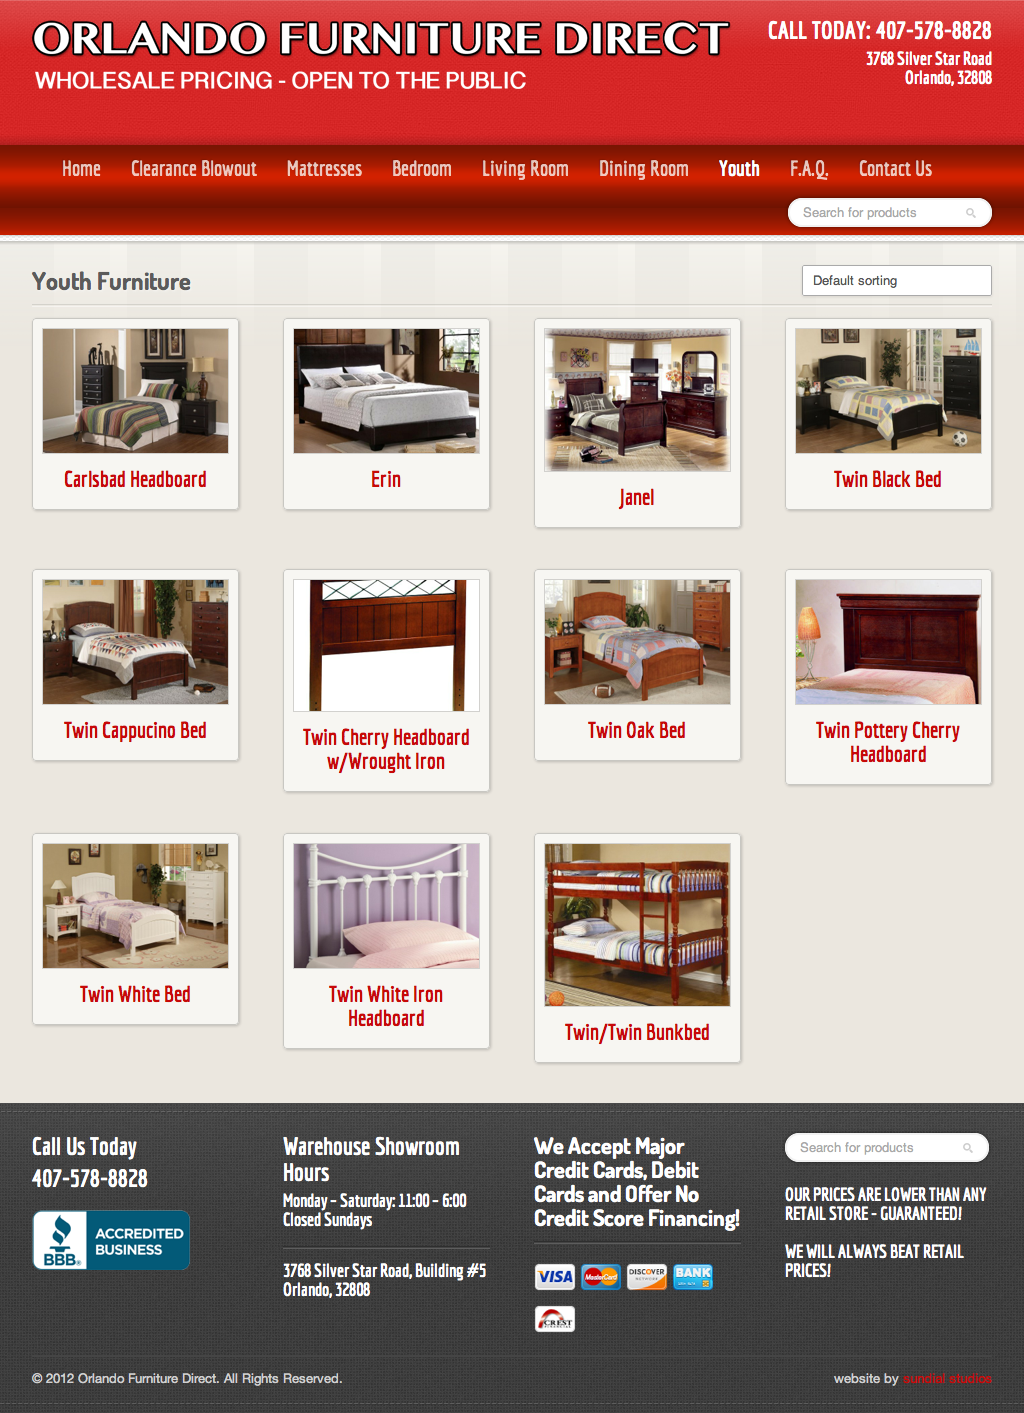 ORLANDO FURNITURE DIRECT
WHOLESALE PRICING - OPEN TO THE PUBLIC
CALL TODAY: 407-578-8828
3768 Silver Star Road
Orlando, 32808
Home Clearance Blowout Mattresses Bedroom Living Room Dining Room Youth F.A.Q. Contact Us
Search for products
Youth Furniture
Default sorting
Carlsbad Headboard
Erin
Janel
Twin Black Bed
Twin Cappucino Bed
Twin Cherry Headboard
w/Wrought Iron
Twin Oak Bed
Twin Pottery Cherry
Headboard
Twin White Bed
Twin White Iron
Headboard
Twin/Twin Bunkbed
Call Us Today
407-578-8828
BBB
ACCREDITED
BUSINESS
Warehouse Showroom
Hours
Monday – Saturday: 11:00 – 6:00
Closed Sundays
3768 Silver Star Road, Building #5
Orlando, 32808
We Accept Major
Credit Cards, Debit
Cards and Offer No
Credit Score Financing!
VISA
MasterCard
DISCOVER
NETWORK
BANK
CREST
Search for products
OUR PRICES ARE LOWER THAN ANY
RETAIL STORE - GUARANTEED!
WE WILL ALWAYS BEAT RETAIL
PRICES!
© 2012 Orlando Furniture Direct. All Rights Reserved.
website by sundial studios